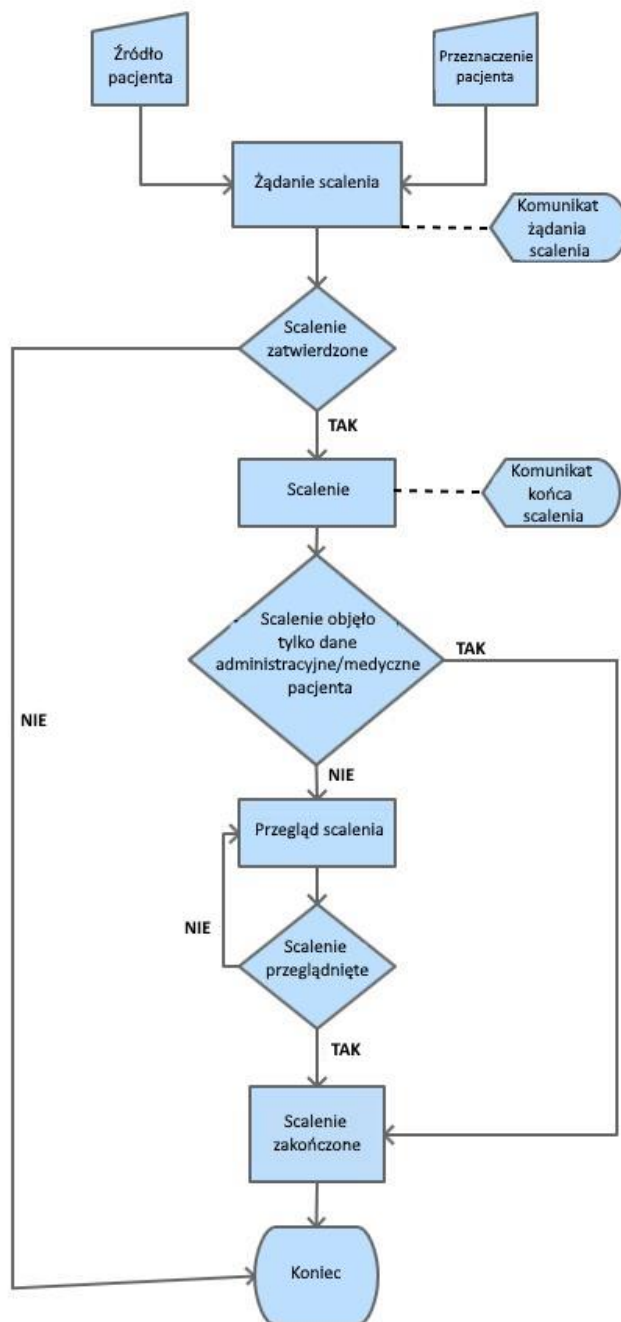 Źródło
pacjenta
Przeznaczenie
pacjenta
Żądanie scalenia
Komunikat
żądania
scalenia
Scalenie
zatwierdzone
TAK
Scalenie
Komunikat
końca
scalenia
Scalenie objęło
tylko dane
administracyjne/medyczne
pacjenta
TAK
NIE
NIE
Przegląd scalenia
NIE
Scalenie
przeglądnięte
TAK
Scalenie
zakończone
Koniec